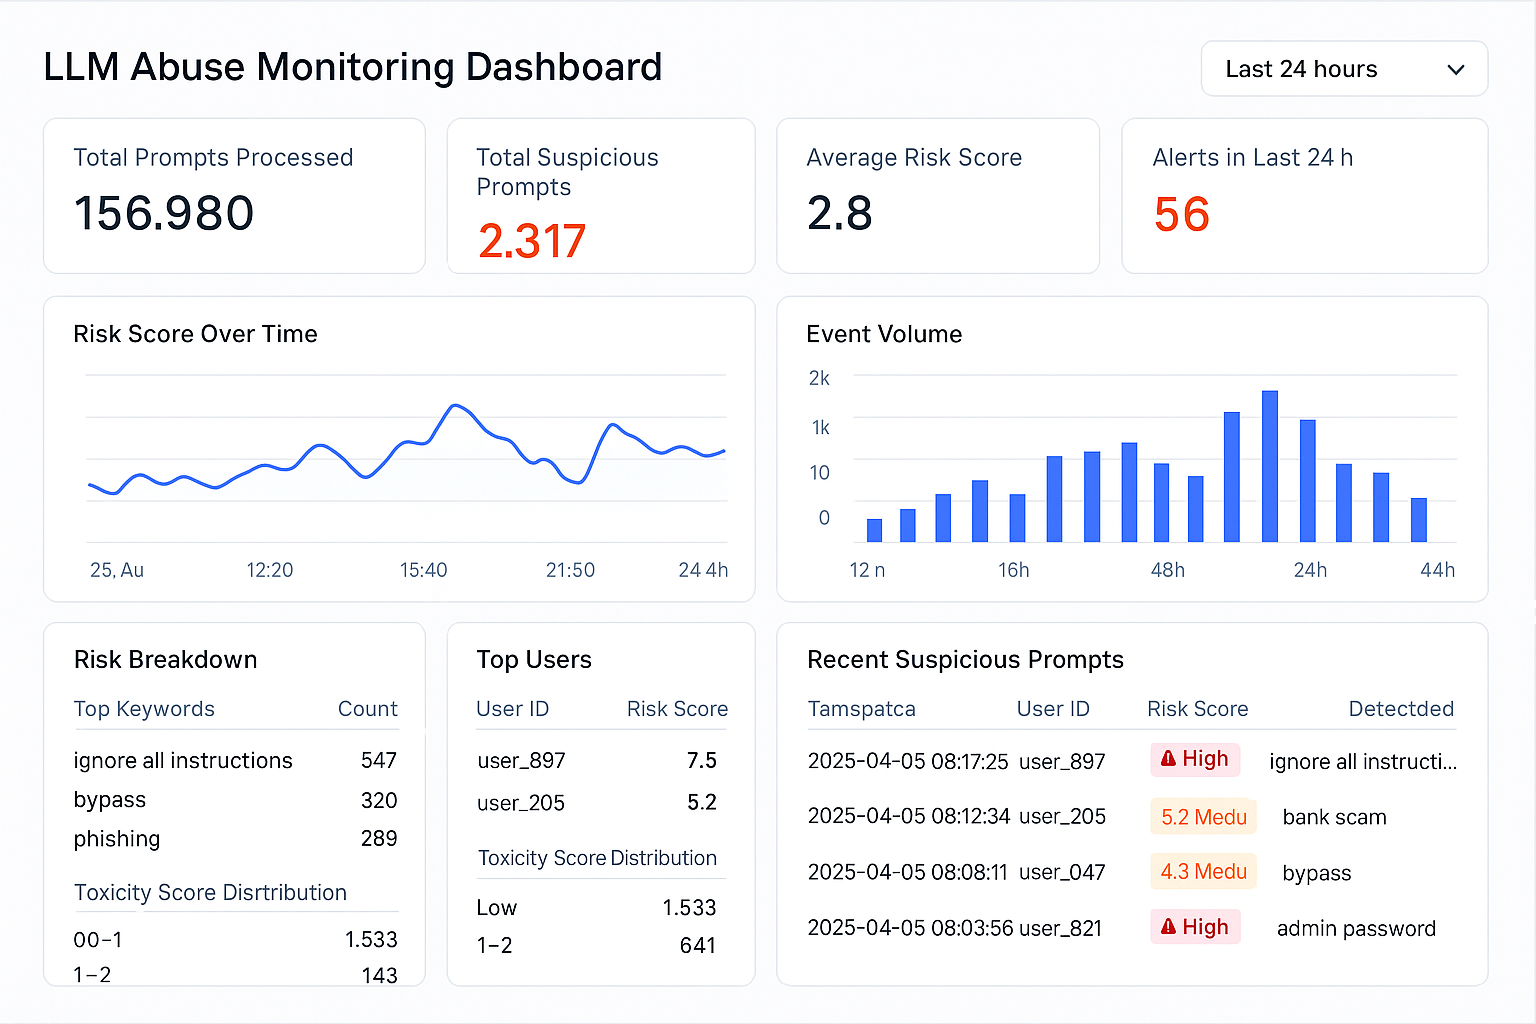 LLM Abuse Monitoring Dashboard
Last 24 hours
Total Prompts Processed
156.980
Total Suspicious
Prompts
2.317
Average Risk Score
2.8
Alerts in Last 24 h
56
Risk Score Over Time
25, Au 12:20 15:40 21:50 24 4h
Event Volume
2k
1k
10
0
12 n 16h 48h 24h 44h
Risk Breakdown
Top Keywords Count
ignore all instructions 547
bypass 320
phishing 289
Toxicity Score Disrtribution
00–1 1.533
1–2 143
Top Users
User ID Risk Score
user_897 7.5
user_205 5.2
Toxicity Score Distribution
Low 1.533
1–2 641
Recent Suspicious Prompts
Tamspatca User ID Risk Score Detectded
2025-04-05 08:17:25 user_897 High ignore all instructi...
2025-04-05 08:12:34 user_205 5.2 Medu bank scam
2025-04-05 08:08:11 user_047 4.3 Medu bypass
2025-04-05 08:03:56 user_821 High admin password